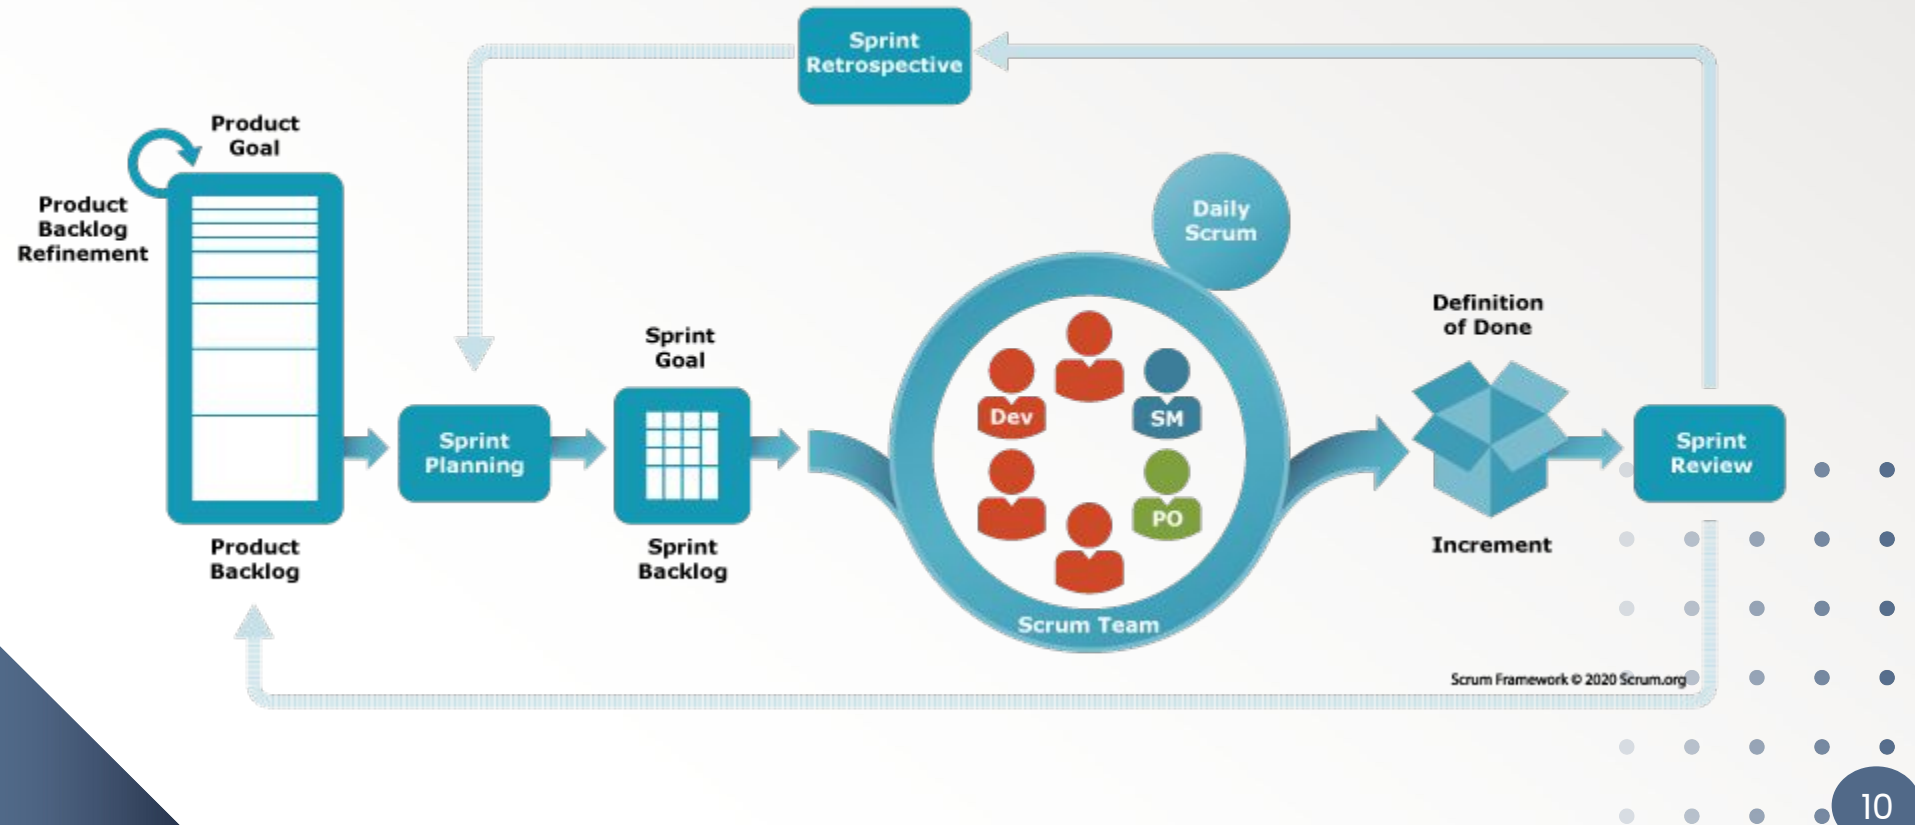 Sprint
Retrospective
Product
Goal
Product
Backlog
Refinement
Product
Backlog
Sprint
Planning
Sprint
Goal
Sprint
Backlog
Daily
Scrum
Dev
SM
PO
Scrum Team
Definition
of Done
Increment
Sprint
Review
Scrum Framework © 2020 Scrum.org
10